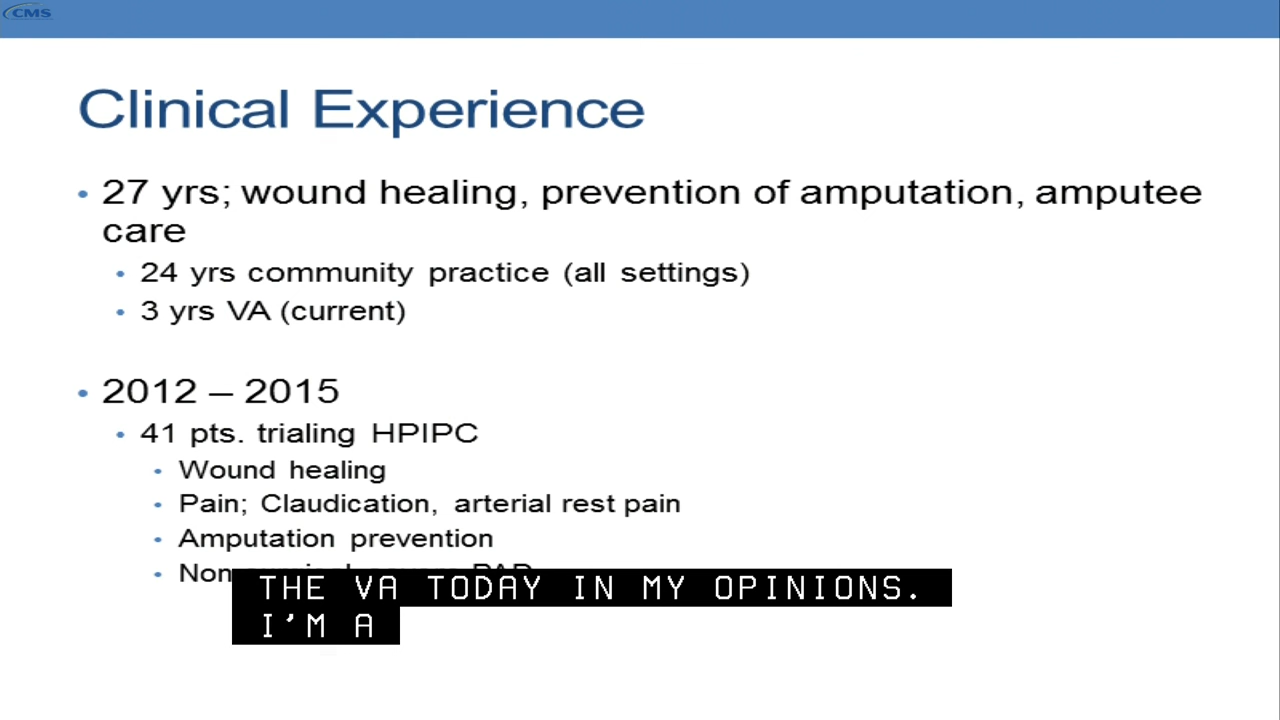 CMS
Clinical Experience
• 27 yrs; wound healing, prevention of amputation, amputee
care
• 24 yrs community practice (all settings)
• 3 yrs VA (current)
• 2012 – 2015
• 41 pts. trialing HPIPC
• Wound healing
• Pain; Claudication, arterial rest pain
• Amputation prevention
• Non
THE VA TODAY IN MY OPINIONS.
I'M A